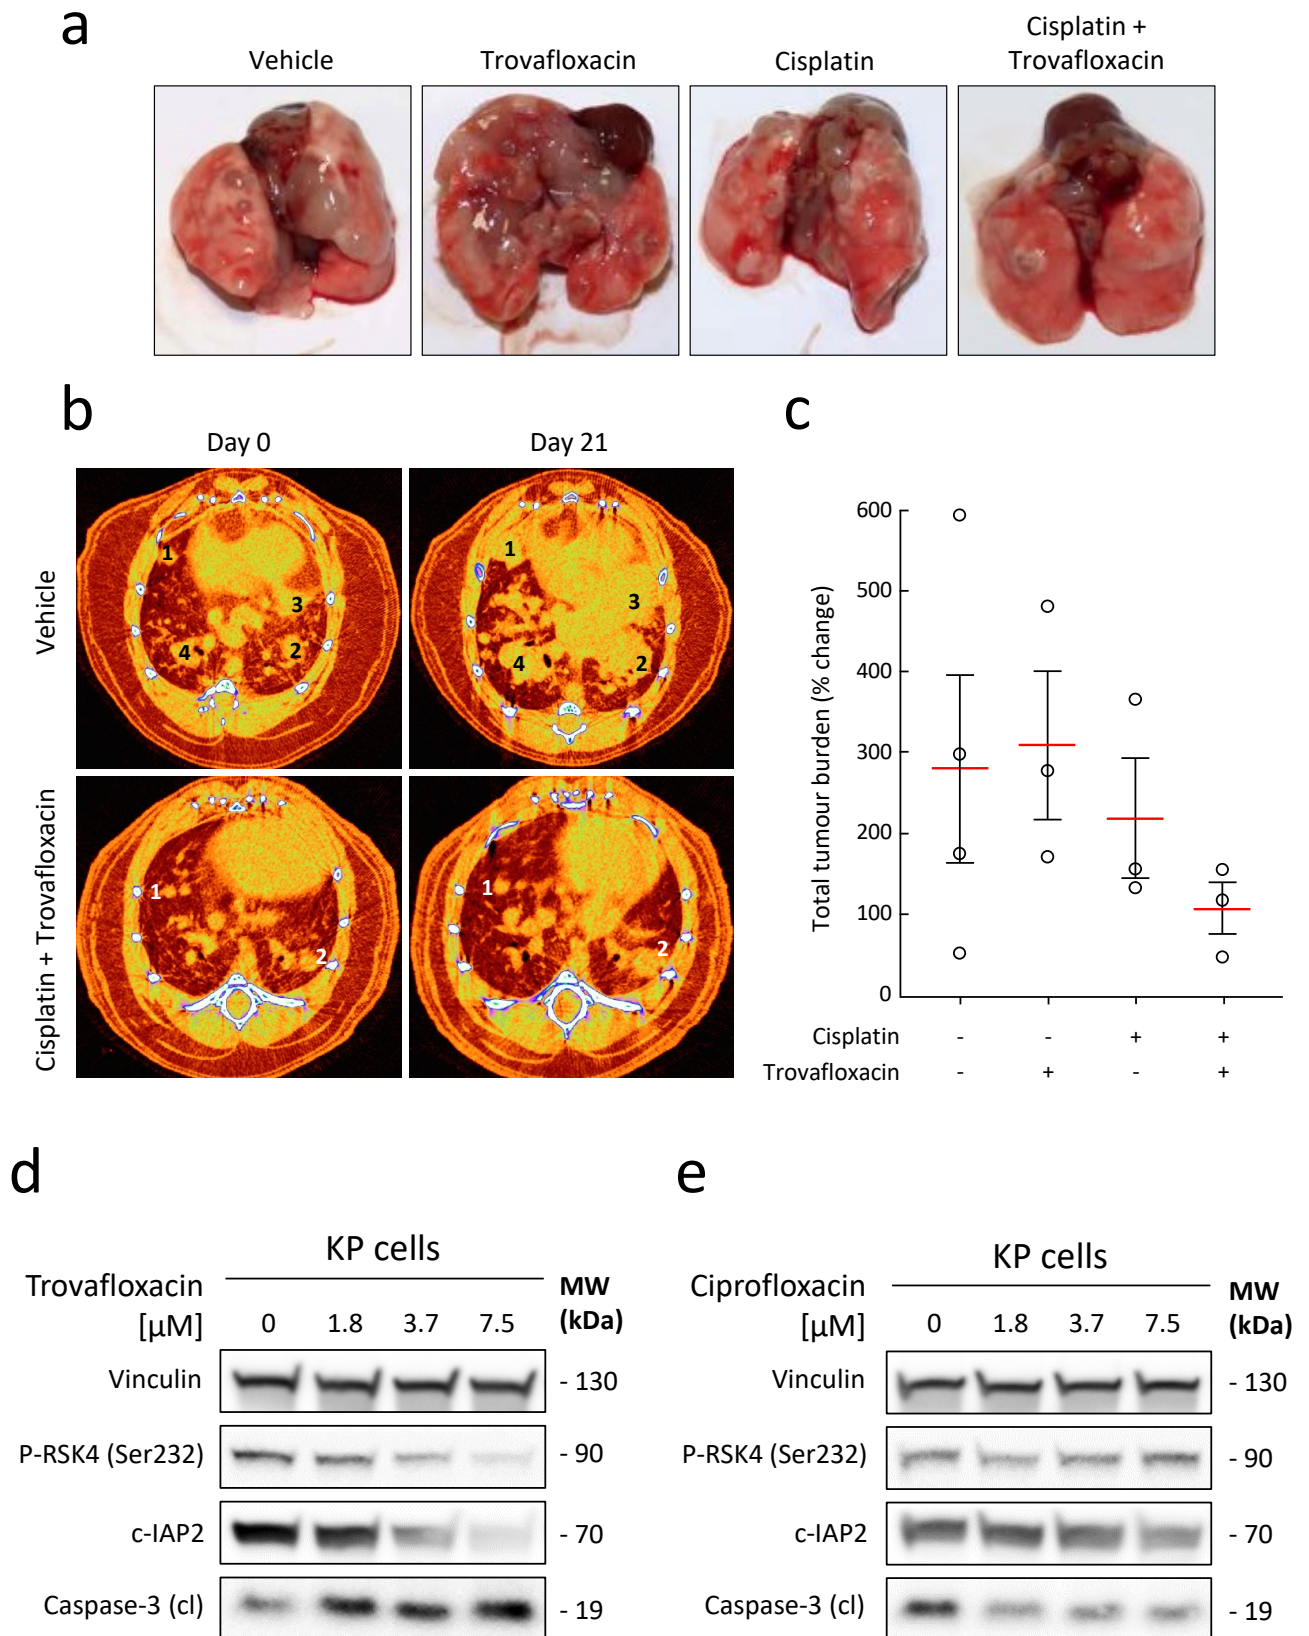 a
Vehicle
Trovafloxacin
Cisplatin
Cisplatin +
Trovafloxacin
b
Day 0
Day 21
Vehicle
1
3
4
2
1
3
4
2
Cisplatin + Trovafloxacin
1
2
1
2
c
Total tumour burden (% change)
600
500
400
300
200
100
0
Cisplatin - - + +
Trovafloxacin - + - +
d
KP cells
Trovafloxacin
[µM]
0 1.8 3.7 7.5
MW
(kDa)
Vinculin - 130
P-RSK4 (Ser232) - 90
c-IAP2 - 70
Caspase-3 (cl) - 19
e
KP cells
Ciprofloxacin
[µM]
0 1.8 3.7 7.5
MW
(kDa)
Vinculin - 130
P-RSK4 (Ser232) - 90
c-IAP2 - 70
Caspase-3 (cl) - 19